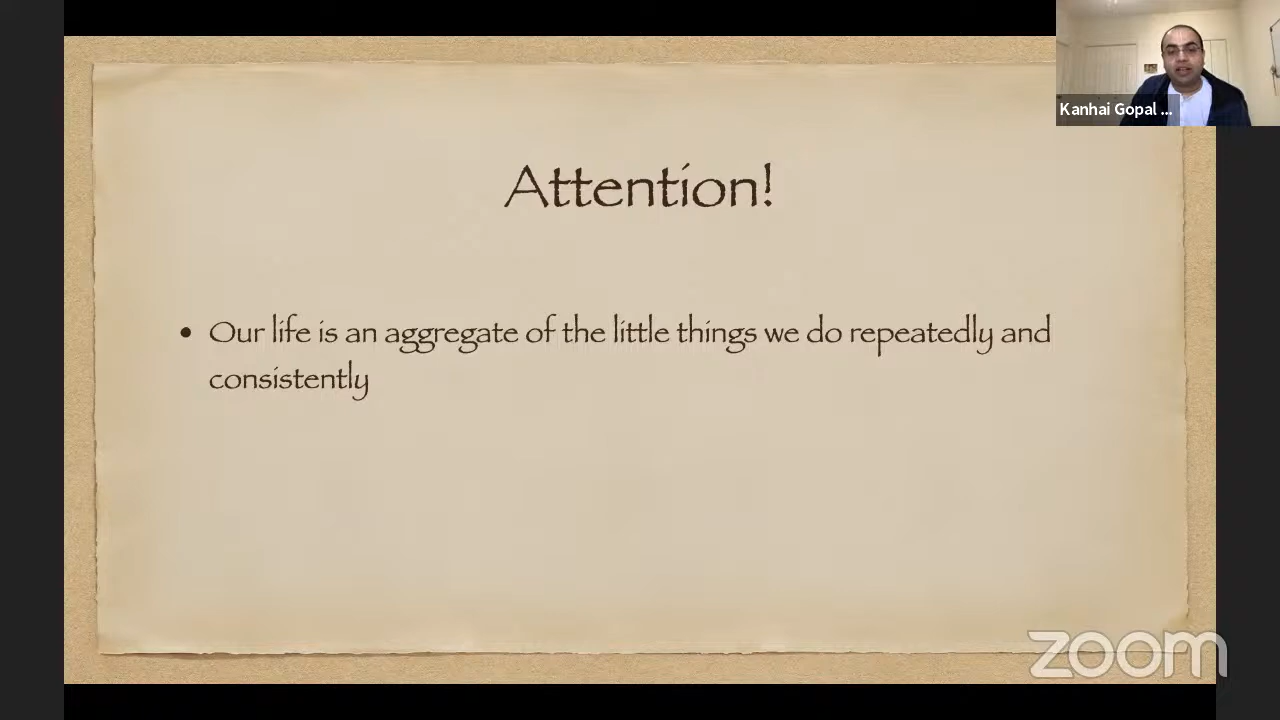 Kanhai Gopal ...
Attention!
• Our life is an aggregate of the little things we do repeatedly and
consistently
zoom